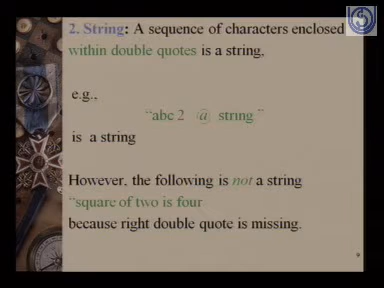 2. String: A sequence of characters enclosed
within double quotes is a string,
e.g.,
“abc 2 @ string ”
is a string
However, the following is not a string
“square of two is four
because right double quote is missing.